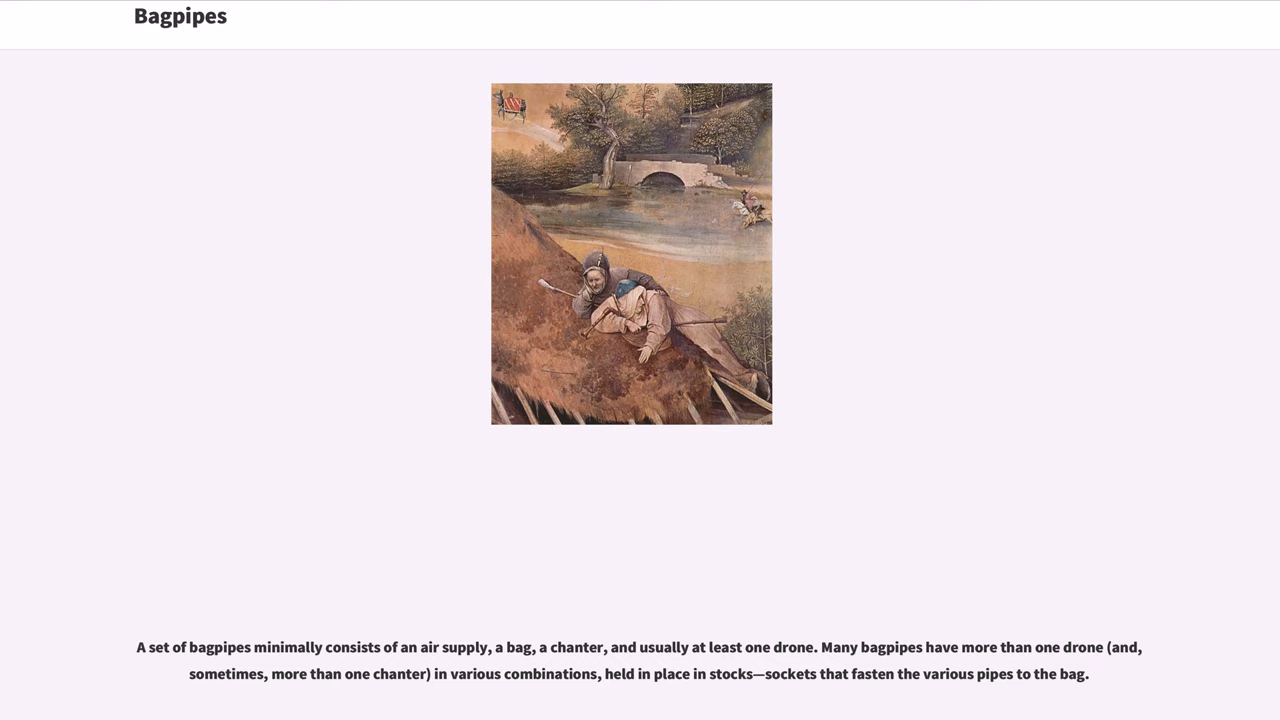 Bagpipes
A set of bagpipes minimally consists of an air supply, a bag, a chanter, and usually at least one drone. Many bagpipes have more than one drone (and,
sometimes, more than one chanter) in various combinations, held in place in stocks—sockets that fasten the various pipes to the bag.